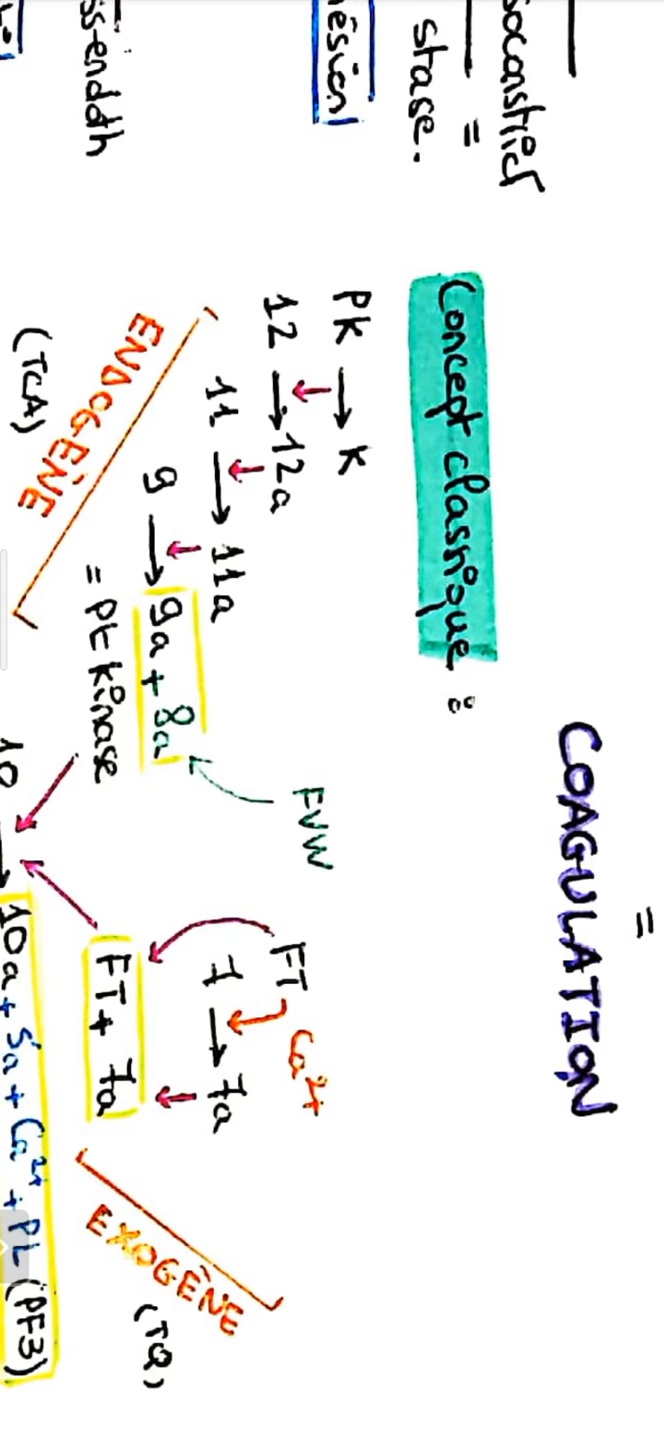 =
COAGULATION
=
stase.
Concept classique :
PK → K
12 → 12a
11 → 11a
9 → 9a + 8a
FVW
= Pt kinase
ENDOGÈNE
(TCA)
FT
Ca2+
7 → 7a
FT + 7a
EXOGÈNE
(TQ)
10 → 10a + 5a + Ca2+ + PL (PF3)